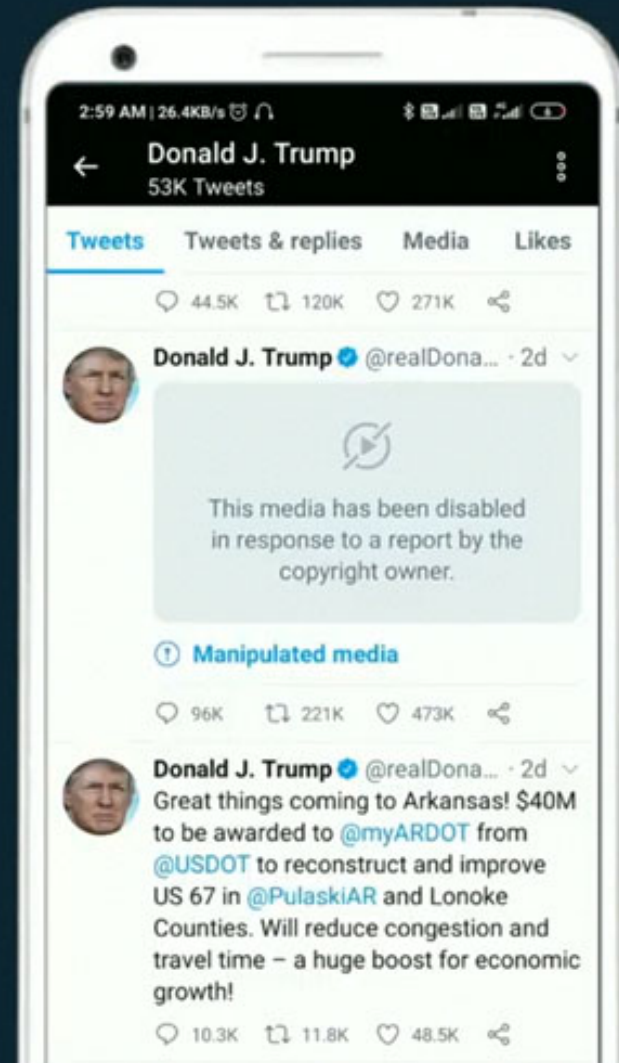 2:59 AM | 26.4KB/s
Donald J. Trump
53K Tweets
Tweets Tweets & replies Media Likes
44.5K 120K 271K
Donald J. Trump @realDona... · 2d
This media has been disabled
in response to a report by the
copyright owner.
Manipulated media
96K 221K 473K
Donald J. Trump @realDona... · 2d
Great things coming to Arkansas! $40M
to be awarded to @myARDOT from
@USDOT to reconstruct and improve
US 67 in @PulaskiAR and Lonoke
Counties. Will reduce congestion and
travel time – a huge boost for economic
growth!
10.3K 11.8K 48.5K